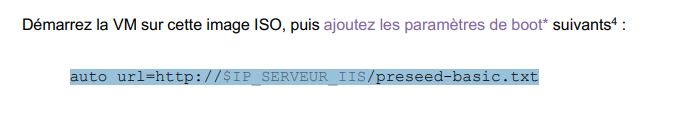 Démarrez la VM sur cette image ISO, puis ajoutez les paramètres de boot* suivants⁴ :
auto url=http://$IP_SERVEUR_IIS/preseed-basic.txt